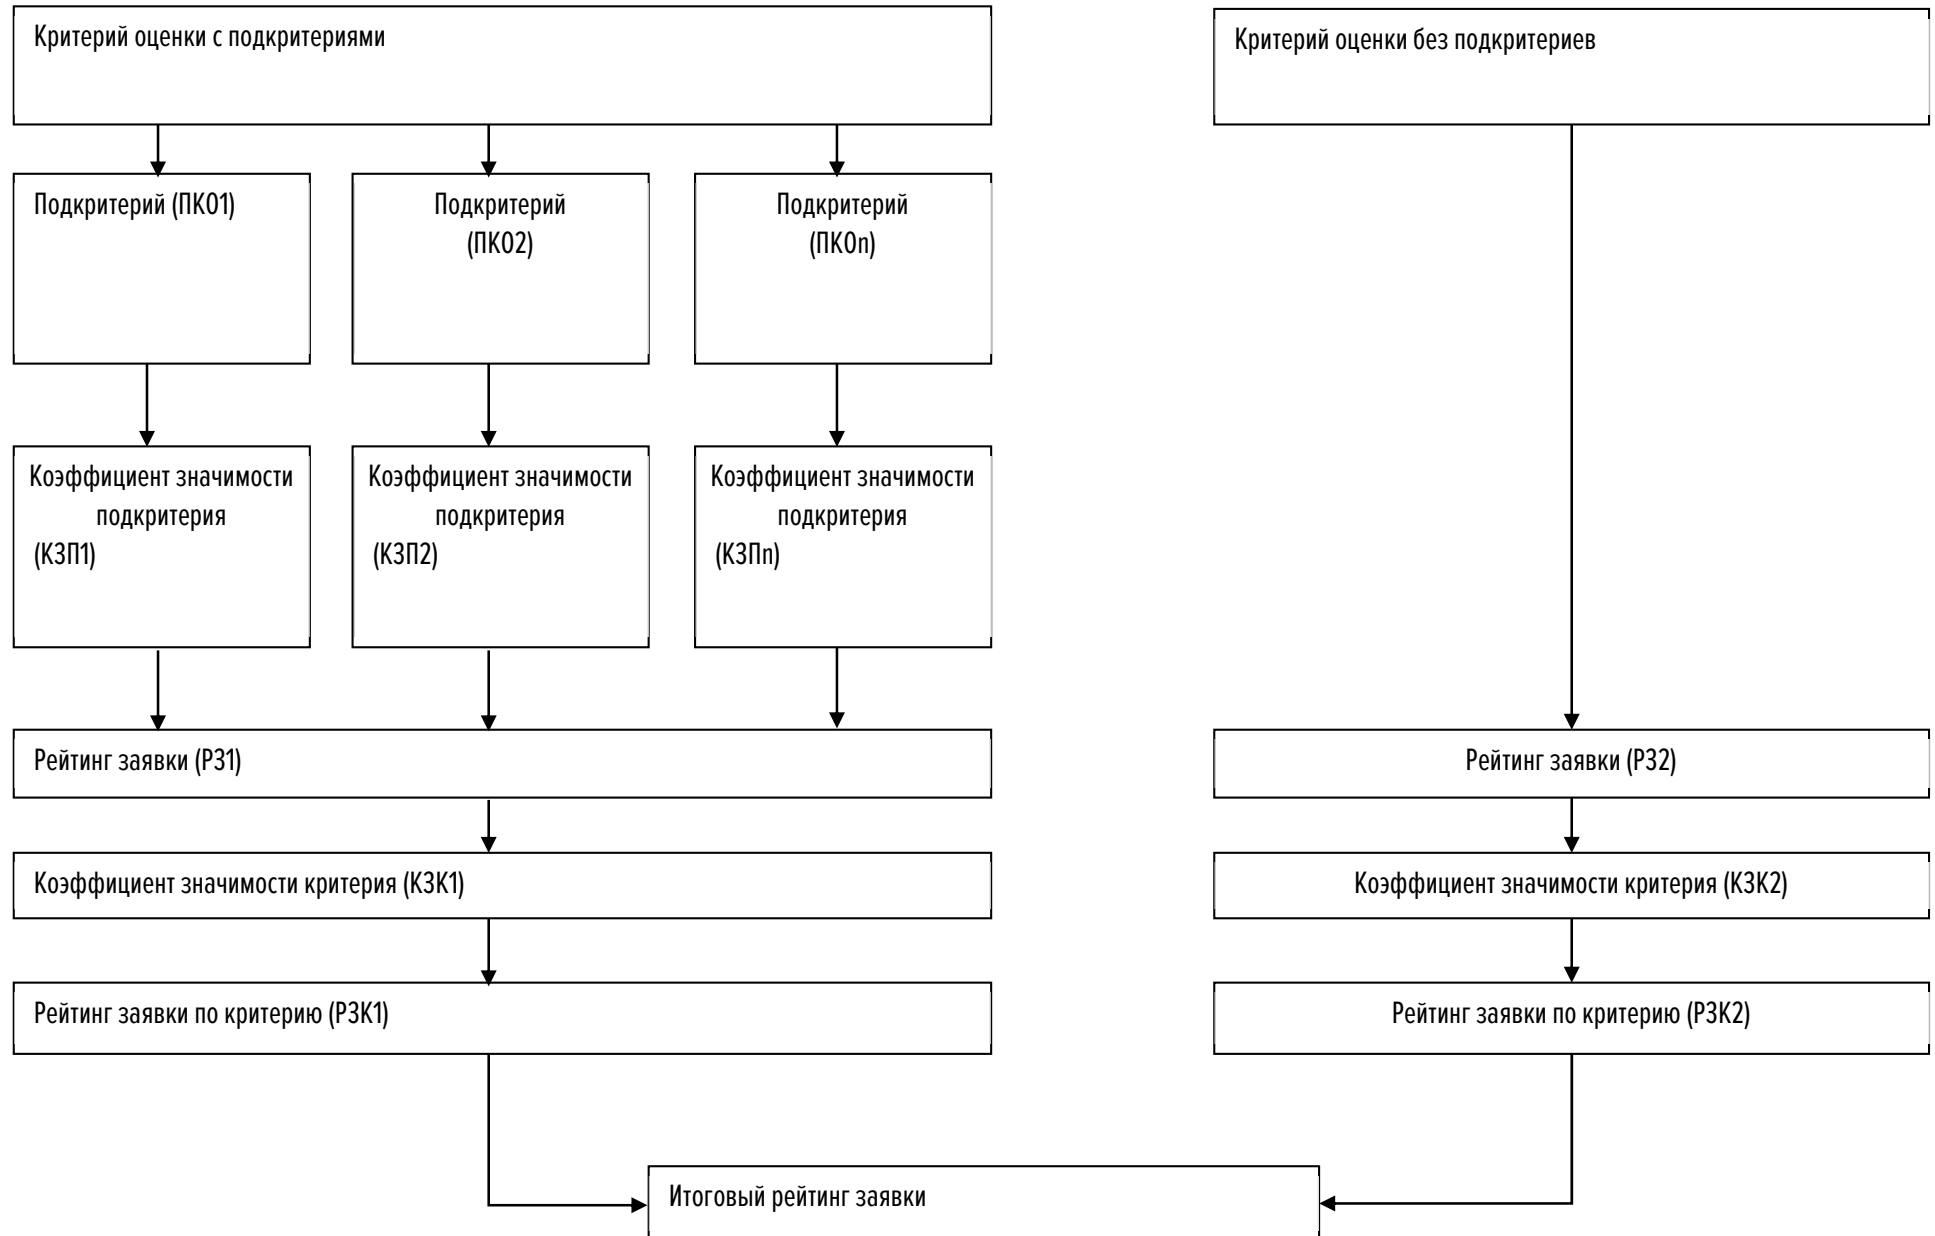 Критерий оценки с подкритериями
Критерий оценки без подкритериев
Подкритерий (ПКО1)
Подкритерий
(ПКО2)
Подкритерий
(ПКОn)
Коэффициент значимости
подкритерия
(КЗП1)
Коэффициент значимости
подкритерия
(КЗП2)
Коэффициент значимости
подкритерия
(КЗПn)
Рейтинг заявки (РЗ1)
Рейтинг заявки (РЗ2)
Коэффициент значимости критерия (КЗК1)
Коэффициент значимости критерия (КЗК2)
Рейтинг заявки по критерию (РЗК1)
Рейтинг заявки по критерию (РЗК2)
Итоговый рейтинг заявки